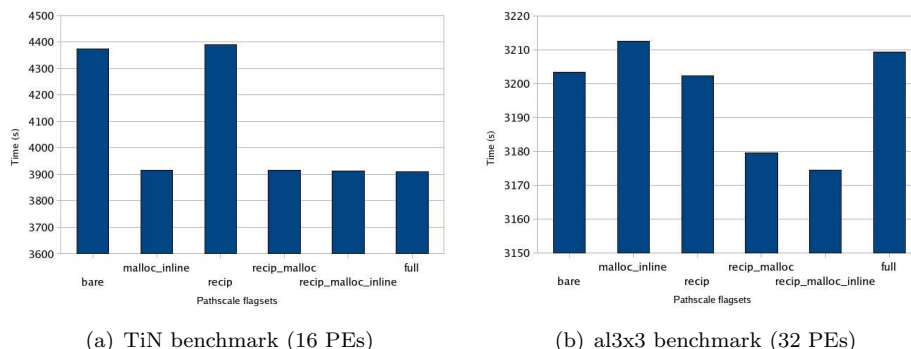 4500
4400
4300
4200
4100
4000
3900
3800
3700
3600
Time (s)
malloc_inline recip_malloc full
bare recip recip_malloc_inline
Pathscale flagsets
(a) TiN benchmark (16 PEs)
3220
3210
3200
3190
3180
3170
3160
3150
Time (s)
malloc_inline recip_malloc full
bare recip recip_malloc_inline
Pathscale flagsets
(b) al3x3 benchmark (32 PEs)